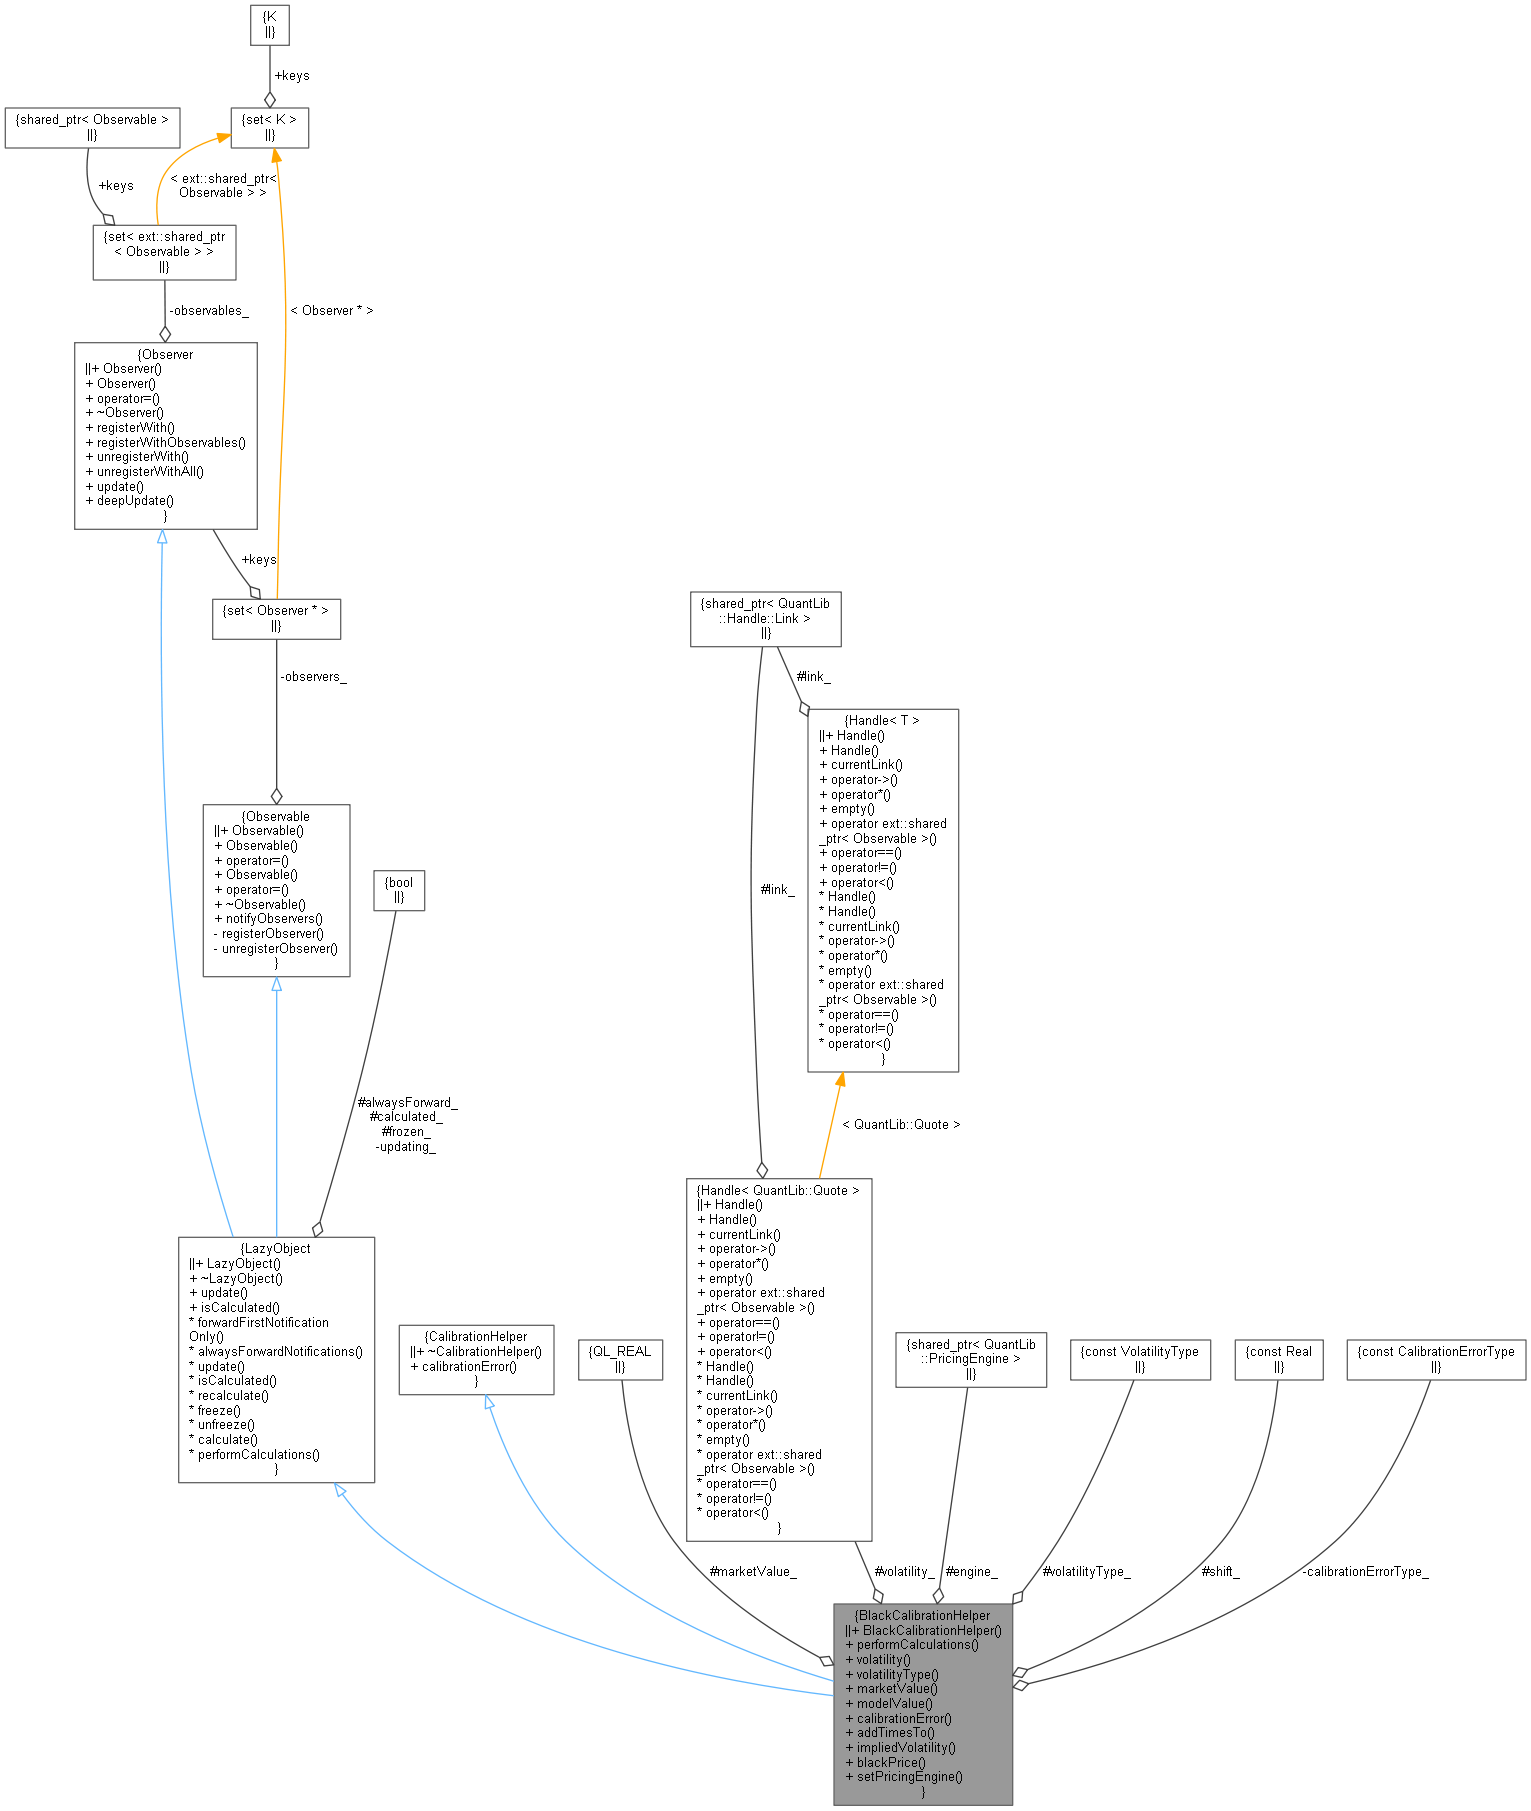 {K
||}
+keys
{shared_ptr< Observable >
||}
{set< K >
||}
+keys
< ext::shared_ptr<
Observable > >
{set< ext::shared_ptr
< Observable > >
||}
-observables_
< Observer * >
{Observer
||+ Observer()
+ Observer()
+ operator=()
+ ~Observer()
+ registerWith()
+ registerWithObservables()
+ unregisterWith()
+ unregisterWithAll()
+ update()
+ deepUpdate()
}
+keys
{set< Observer * >
||}
-observers_
{Observable
||+ Observable()
+ Observable()
+ operator=()
+ Observable()
+ operator=()
+ ~Observable()
+ notifyObservers()
- registerObserver()
- unregisterObserver()
}
{bool
||}
#alwaysForward_
#calculated_
#frozen_
-updating_
{LazyObject
||+ LazyObject()
+ ~LazyObject()
+ update()
+ isCalculated()
* forwardFirstNotification
Only()
* alwaysForwardNotifications()
* update()
* isCalculated()
* recalculate()
* freeze()
* unfreeze()
* calculate()
* performCalculations()
}
{shared_ptr< QuantLib
::Handle::Link >
||}
#link_
{Handle< T >
||+ Handle()
+ Handle()
+ currentLink()
+ operator->()
+ operator*()
+ empty()
+ operator ext::shared
_ptr< Observable >()
+ operator==()
+ operator!=()
+ operator<()
* Handle()
* Handle()
* currentLink()
* operator->()
* operator*()
* empty()
* operator ext::shared
_ptr< Observable >()
* operator==()
* operator!=()
* operator<()
}
#link_
< QuantLib::Quote >
{Handle< QuantLib::Quote >
||+ Handle()
+ Handle()
+ currentLink()
+ operator->()
+ operator*()
+ empty()
+ operator ext::shared
_ptr< Observable >()
+ operator==()
+ operator!=()
+ operator<()
* Handle()
* Handle()
* currentLink()
* operator->()
* operator*()
* empty()
* operator ext::shared
_ptr< Observable >()
* operator==()
* operator!=()
* operator<()
}
{CalibrationHelper
||+ ~CalibrationHelper()
+ calibrationError()
}
{QL_REAL
||}
{shared_ptr< QuantLib
::PricingEngine >
||}
{const VolatilityType
||}
{const Real
||}
{const CalibrationErrorType
||}
#marketValue_
#volatility_
#engine_
#volatilityType_
#shift_
-calibrationErrorType_
{BlackCalibrationHelper
||+ BlackCalibrationHelper()
+ performCalculations()
+ volatility()
+ volatilityType()
+ marketValue()
+ modelValue()
+ calibrationError()
+ addTimesTo()
+ impliedVolatility()
+ blackPrice()
+ setPricingEngine()
}